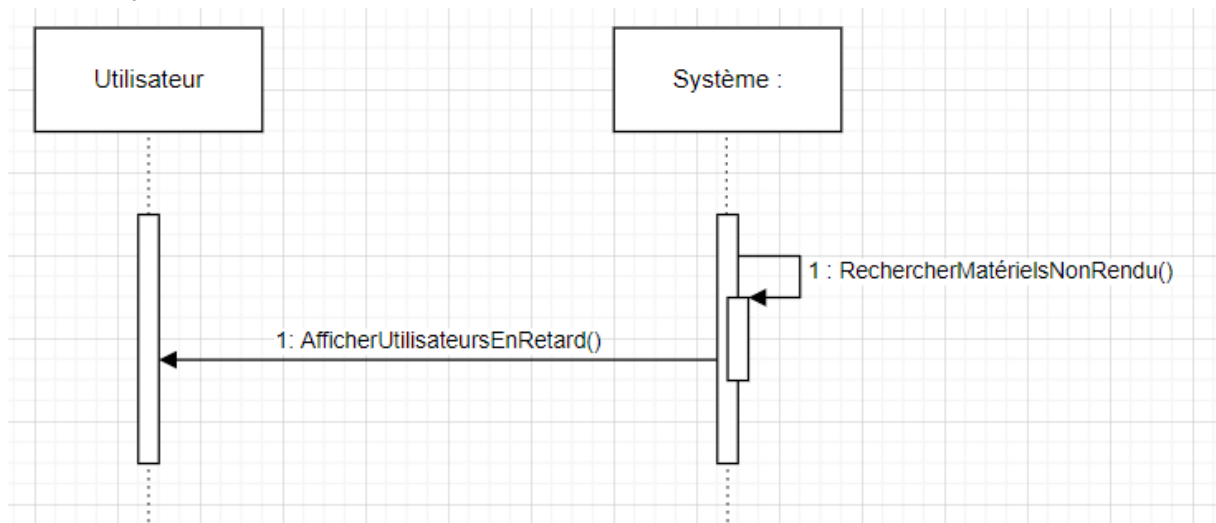 Utilisateur
Système :
1 : RechercherMatérielsNonRendu()
1: AfficherUtilisateursEnRetard()